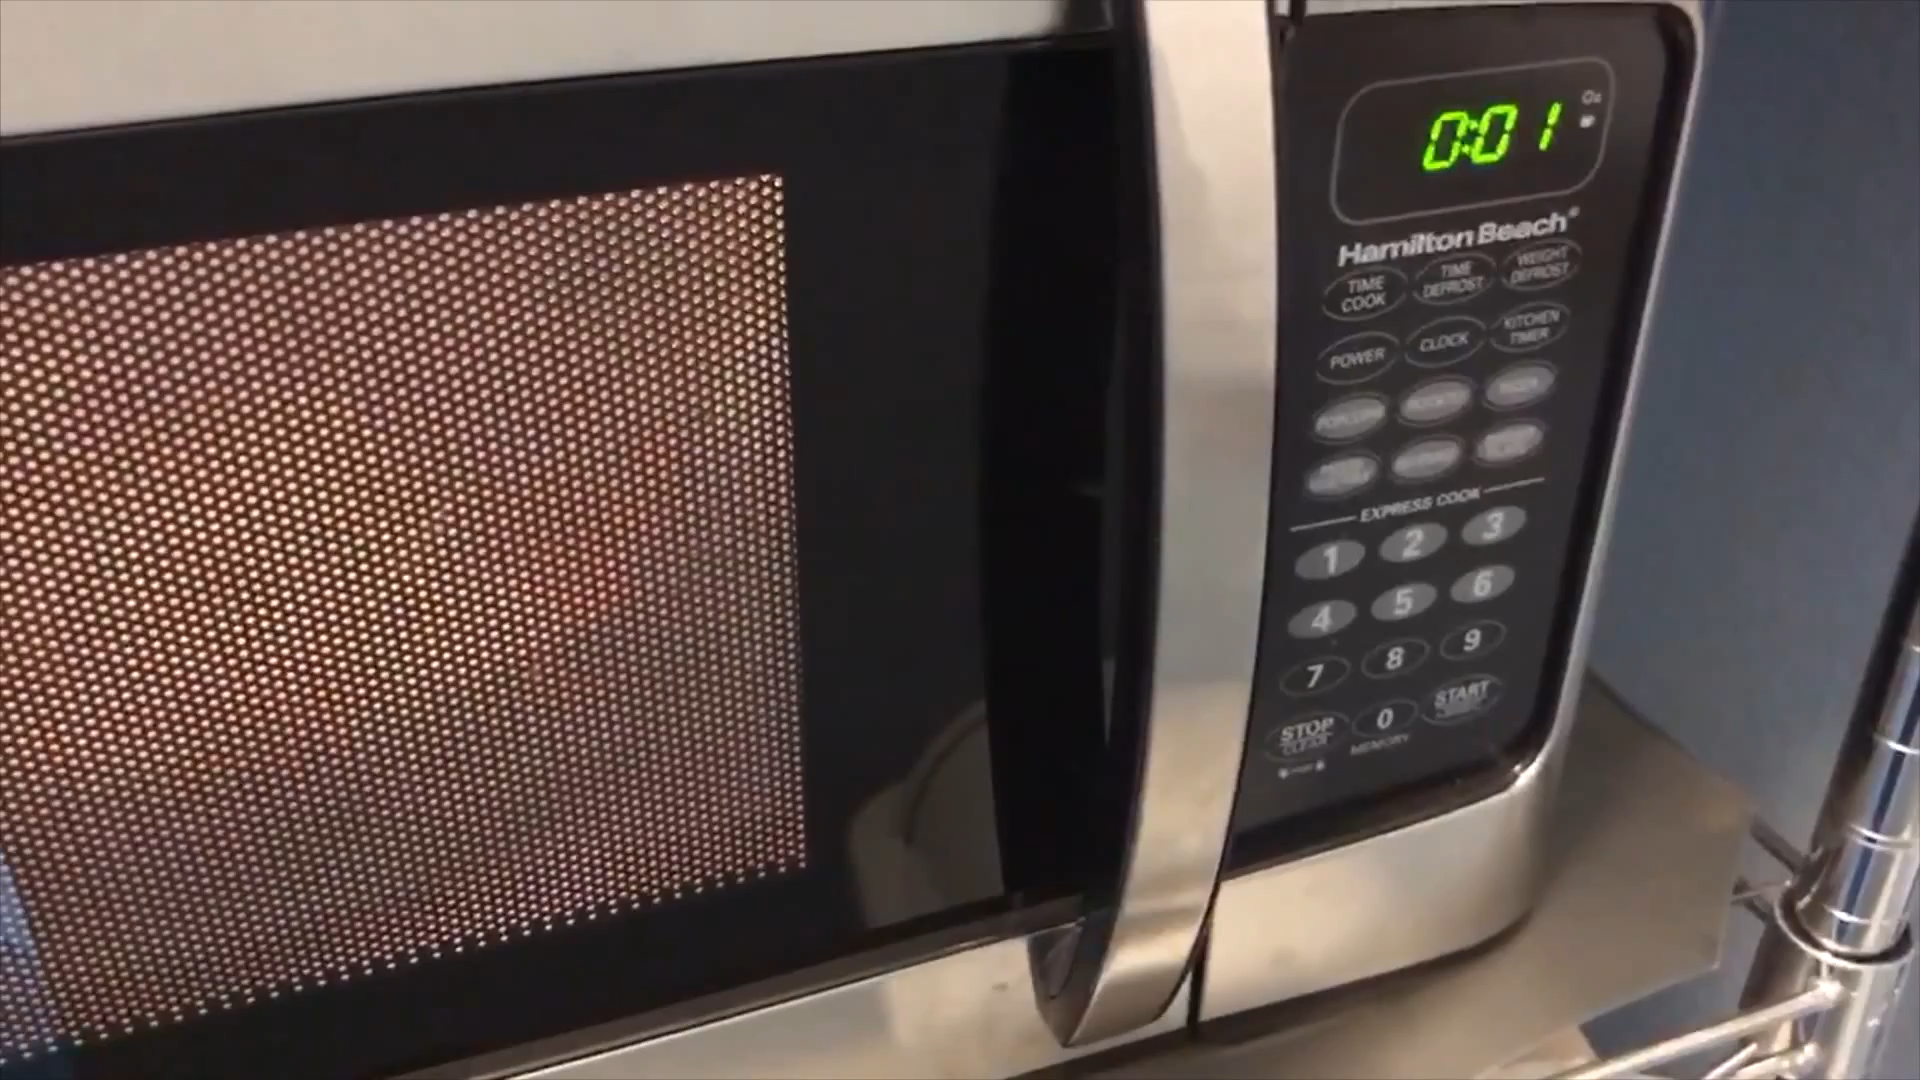 0:01
Hamilton Beach®
TIME COOK
TIME DEFROST
WEIGHT DEFROST
POWER
CLOCK
KITCHEN TIMER
POPCORN
EXPRESS COOK
1 2 3
4 5 6
7 8 9
STOP CLEAR
0
MEMORY
START